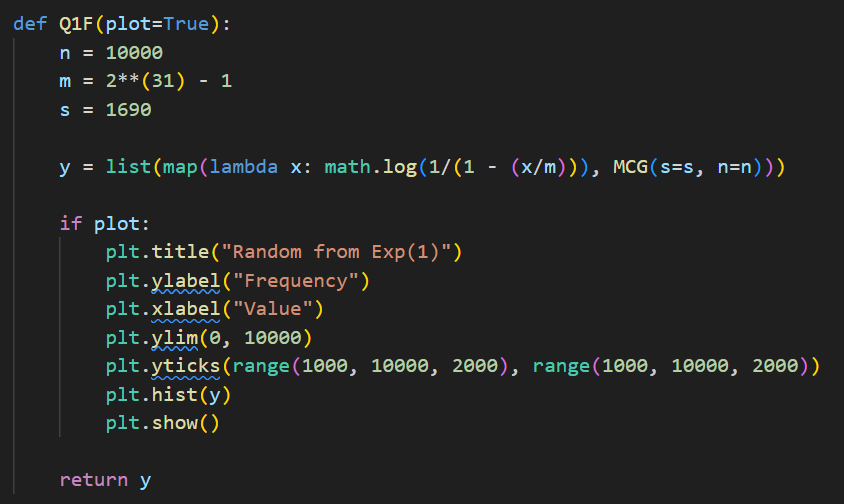 def Q1F(plot=True):
    n = 10000
    m = 2**(31) - 1
    s = 1690
    y = list(map(lambda x: math.log(1/(1 - (x/m))), MCG(s=s, n=n)))
    if plot:
        plt.title("Random from Exp(1)")
        plt.ylabel("Frequency")
        plt.xlabel("Value")
        plt.ylim(0, 10000)
        plt.yticks(range(1000, 10000, 2000), range(1000, 10000, 2000))
        plt.hist(y)
        plt.show()
    return y